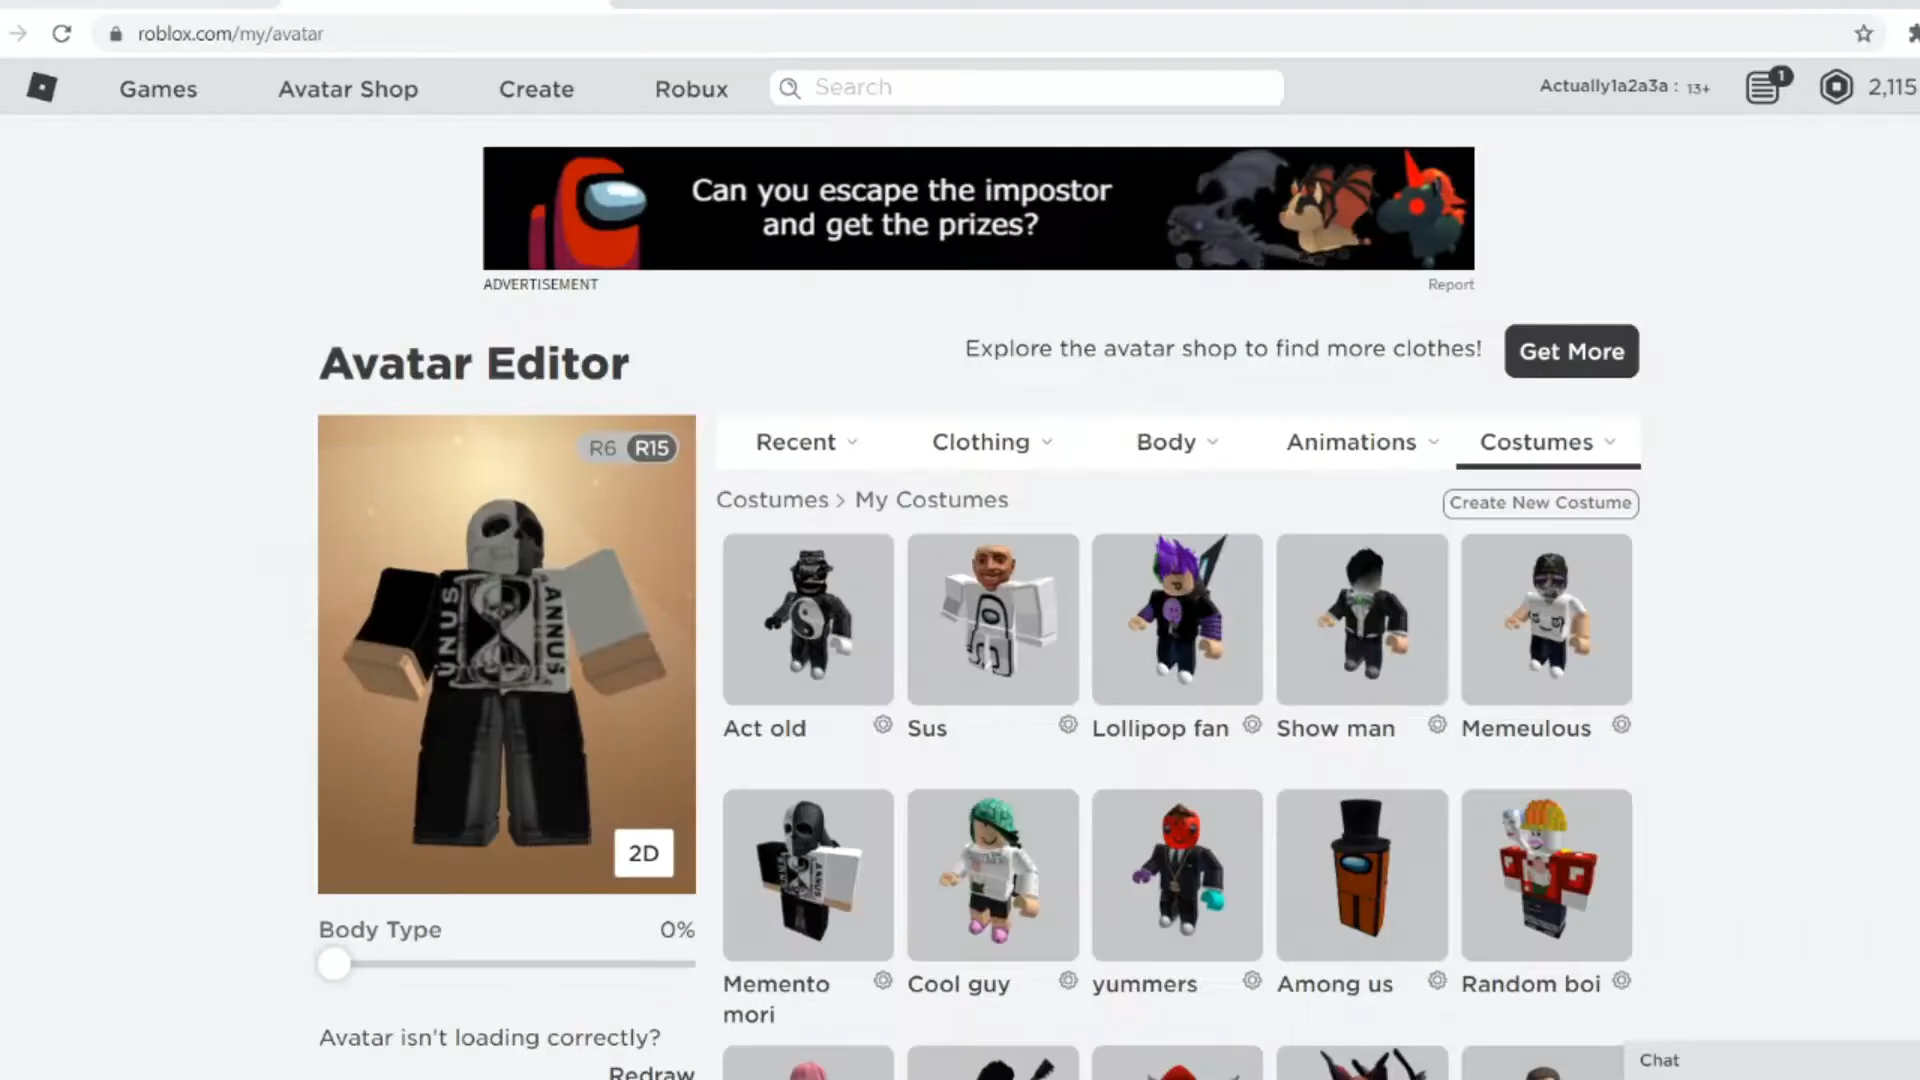 roblox.com/my/avatar
Games
Avatar Shop
Create
Robux
Search
Actually1a2a3a : 13+
1
2,115
Can you escape the impostor
and get the prizes?
ADVERTISEMENT
Report
Avatar Editor
Explore the avatar shop to find more clothes!
Get More
R6
R15
UNUS
ANNUS
2D
Body Type
0%
Avatar isn't loading correctly?
Redraw
Recent
Clothing
Body
Animations
Costumes
Costumes > My Costumes
Create New Costume
Act old
Sus
Lollipop fan
Show man
Memeulous
Memento
mori
Cool guy
yummers
Among us
Random boi
Chat